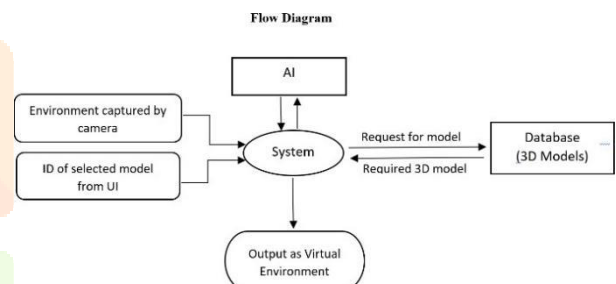 Flow Diagram
AI
Environment captured by
camera
ID of selected model
from UI
System
Request for model
Required 3D model
Database
(3D Models)
Output as Virtual
Environment